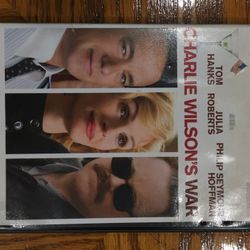 TOM HANKS
JULIA ROBERTS
PHILIP SEYMOUR HOFFMAN
CHARLIE WILSON'S WAR